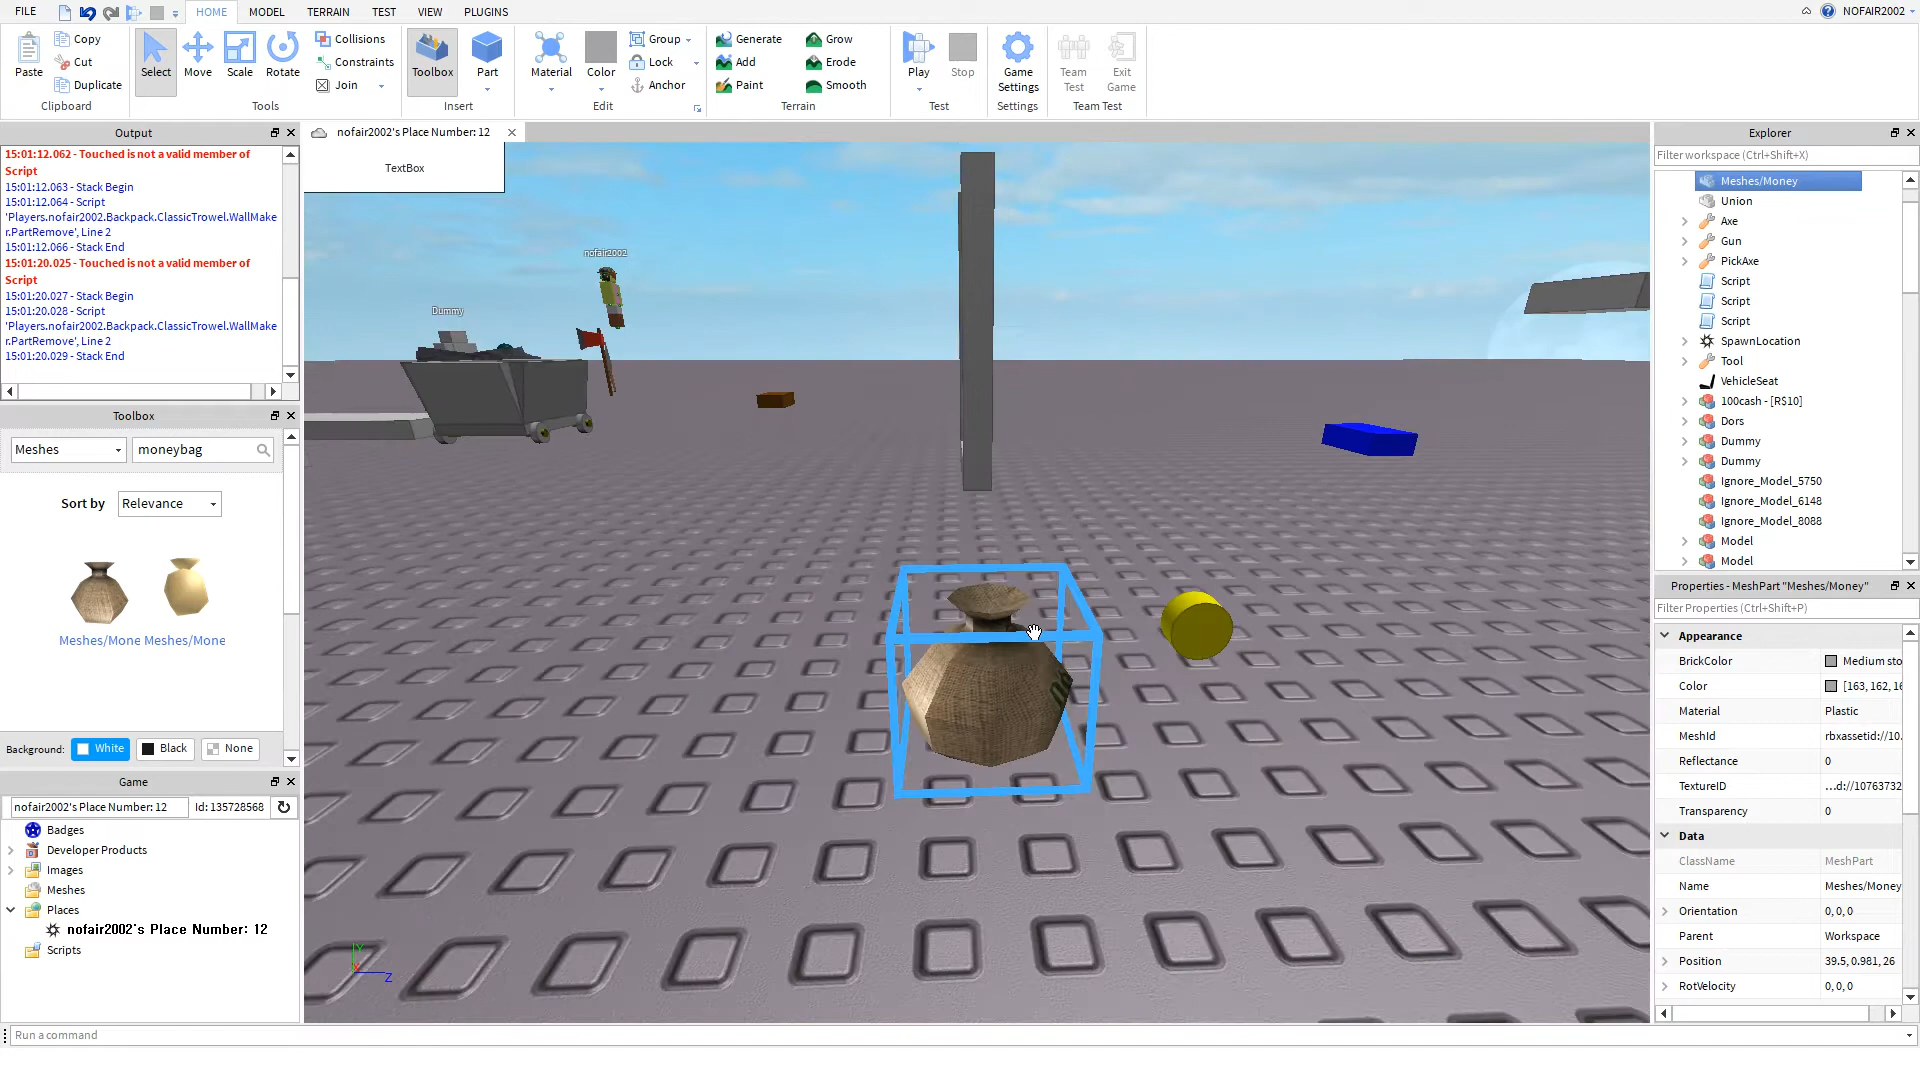 FILE
HOME
MODEL
TERRAIN
TEST
VIEW
PLUGINS
NOFAIR2002
Paste
Copy
Cut
Duplicate
Clipboard
Select
Move
Scale
Rotate
Collisions
Constraints
Join
Tools
Toolbox
Part
Insert
Material
Color
Group
Lock
Anchor
Edit
Generate
Add
Paint
Grow
Erode
Smooth
Terrain
Play
Stop
Test
Game
Settings
Settings
Team
Test
Exit
Game
Team Test
Output
15:01:12.062 - Touched is not a valid member of
Script
15:01:12.063 - Stack Begin
15:01:12.064 - Script
'Players.nofair2002.Backpack.ClassicTrowel.WallMake
r.PartRemove', Line 2
15:01:12.066 - Stack End
15:01:20.025 - Touched is not a valid member of
Script
15:01:20.027 - Stack Begin
15:01:20.028 - Script
'Players.nofair2002.Backpack.ClassicTrowel.WallMake
r.PartRemove', Line 2
15:01:20.029 - Stack End
Toolbox
Meshes
moneybag
Sort by
Relevance
Meshes/Mone
Meshes/Mone
Background:
White
Black
None
Game
nofair2002's Place Number: 12
Id: 135728568
Badges
Developer Products
Images
Meshes
Places
nofair2002's Place Number: 12
Scripts
nofair2002's Place Number: 12
TextBox
nofair2002
Dummy
Y
X
Z
Explorer
Filter workspace (Ctrl+Shift+X)
Meshes/Money
Union
Axe
Gun
PickAxe
Script
Script
Script
SpawnLocation
Tool
VehicleSeat
100cash - [R$10]
Dors
Dummy
Dummy
Ignore_Model_5750
Ignore_Model_6148
Ignore_Model_8088
Model
Model
Properties - MeshPart "Meshes/Money"
Filter Properties (Ctrl+Shift+P)
Appearance
BrickColor
Medium sto
Color
[163, 162, 16
Material
Plastic
MeshId
rbxassetid://10.
Reflectance
0
TextureID
...d://10763732
Transparency
0
Data
ClassName
MeshPart
Name
Meshes/Money
Orientation
0, 0, 0
Parent
Workspace
Position
39.5, 0.981, 26
RotVelocity
0, 0, 0
Run a command